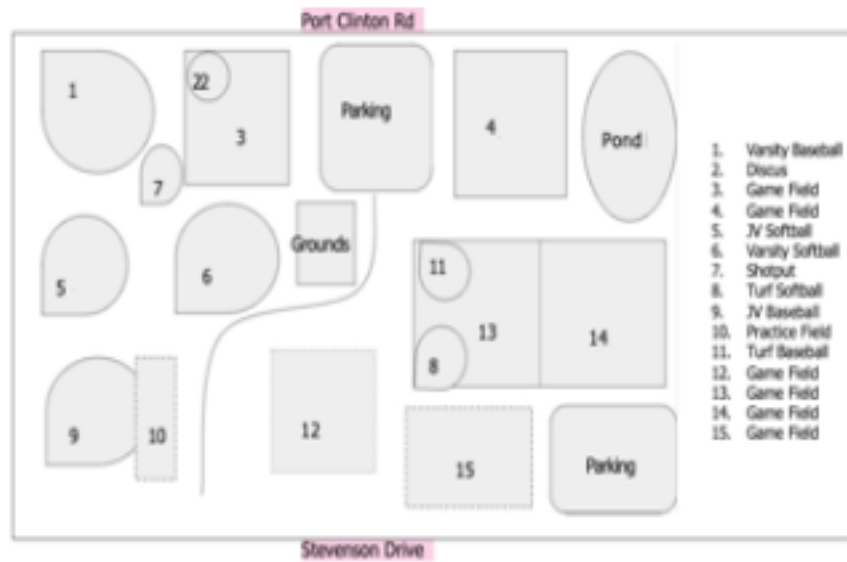 Port Clinton Rd
1
22
3
Parking
4
Pond
7
Grounds
5
6
11
13
14
8
9
10
12
15
Parking
1. Varsity Baseball
2. Discus
3. Game Field
4. Game Field
5. JV Softball
6. Varsity Softball
7. Shotput
8. Turf Softball
9. JV Baseball
10. Practice Field
11. Turf Baseball
12. Game Field
13. Game Field
14. Game Field
15. Game Field
Stevenson Drive